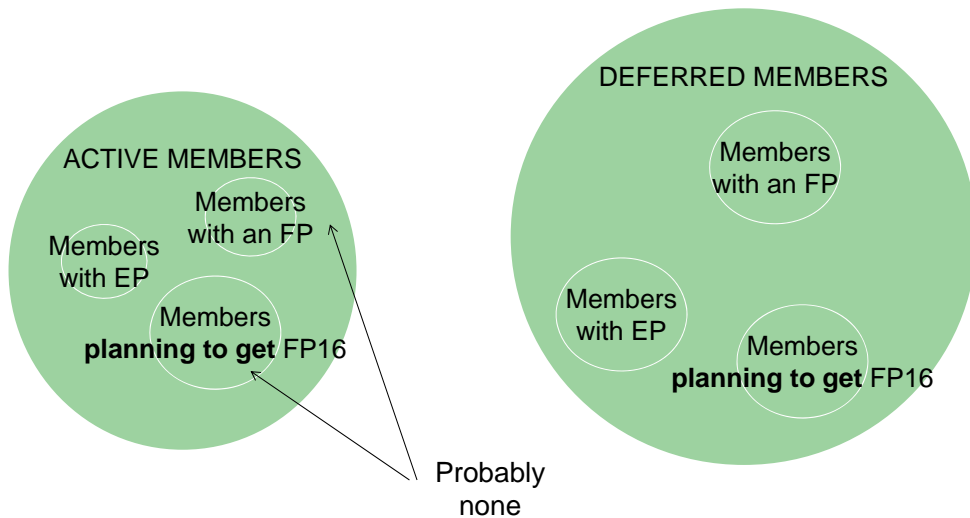 ACTIVE MEMBERS
Members
with an FP
Members
with EP
Members
planning to get FP16
DEFERRED MEMBERS
Members
with an FP
Members
with EP
Members
planning to get FP16
Probably
none